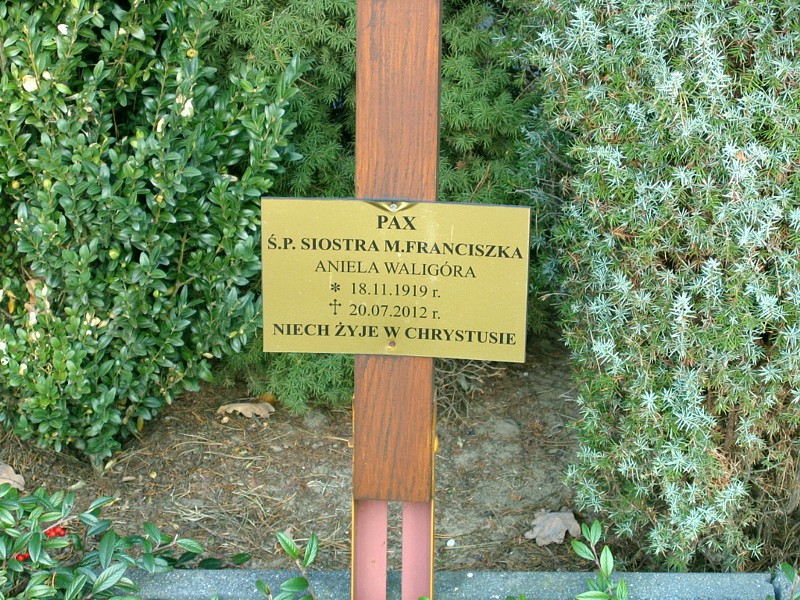 PAX
Ś.P. SIOSTRA M.FRANCISZKA
ANIELA WALIGÓRA
* 18.11.1919 r.
† 20.07.2012 r.
NIECH ŻYJE W CHRYSTUSIE